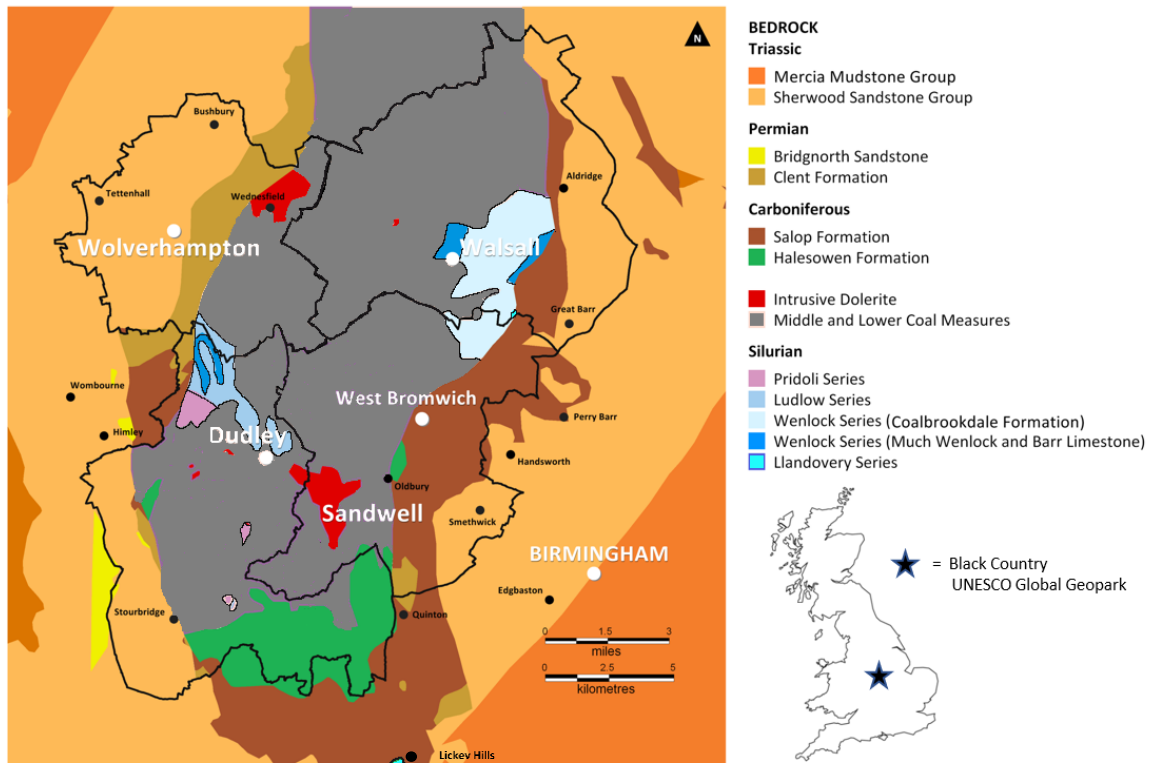 N
Bushbury
Tettenhall
Wednesfield
Aldridge
Wolverhampton
Walsall
Great Barr
Wombourne
West Bromwich
Perry Barr
Himley
Dudley
Handsworth
Oldbury
Sandwell
Smethwick
BIRMINGHAM
Edgbaston
Stourbridge
Quinton
0 1.5 3
miles
0 2.5 5
kilometres
Lickey Hills
BEDROCK
Triassic
Mercia Mudstone Group
Sherwood Sandstone Group
Permian
Bridgnorth Sandstone
Clent Formation
Carboniferous
Salop Formation
Halesowen Formation
Intrusive Dolerite
Middle and Lower Coal Measures
Silurian
Pridoli Series
Ludlow Series
Wenlock Series (Coalbrookdale Formation)
Wenlock Series (Much Wenlock and Barr Limestone)
Llandovery Series
= Black Country
UNESCO Global Geopark